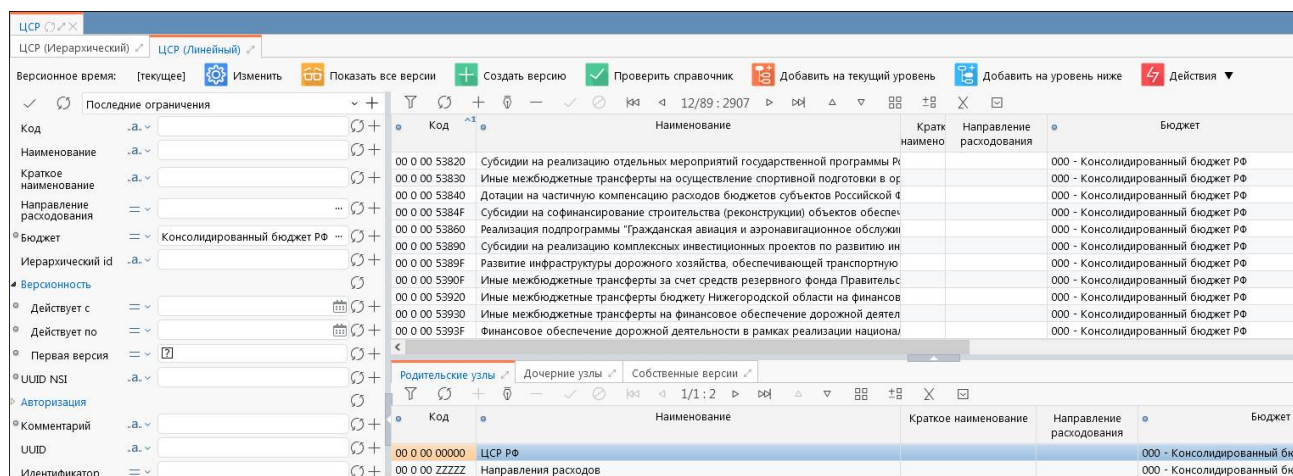 ЦСР
ЦСР (Иерархический) ЦСР (Линейный)
Версионное время: [текущее] Изменить Показать все версии Создать версию Проверить справочник Добавить на текущий уровень Добавить на уровень ниже Действия ▼
Последние ограничения
12/89 : 2907
Код .a.
Наименование .a.
Краткое наименование .a.
Направление расходования =
Бюджет = Консолидированный бюджет РФ ...
Иерархический id .a.
Версионность
Действует с =
Действует по =
Первая версия = ?
UUID NSI .a.
Авторизация
Комментарий .a.
UUID .a.
Идентификатор =
Код 1 Наименование Кратк наимено Направление расходования Бюджет
00 0 00 53820 Субсидии на реализацию отдельных мероприятий государственной программы Ро 000 - Консолидированный бюджет РФ
00 0 00 53830 Иные межбюджетные трансферты на осуществление спортивной подготовки в ор 000 - Консолидированный бюджет РФ
00 0 00 53840 Дотации на частичную компенсацию расходов бюджетов субъектов Российской Ф 000 - Консолидированный бюджет РФ
00 0 00 5384F Субсидии на софинансирование строительства (реконструкции) объектов обеспеч 000 - Консолидированный бюджет РФ
00 0 00 53860 Реализация подпрограммы "Гражданская авиация и аэронавигационное обслужи 000 - Консолидированный бюджет РФ
00 0 00 53890 Субсидии на реализацию комплексных инвестиционных проектов по развитию ин 000 - Консолидированный бюджет РФ
00 0 00 5389F Развитие инфраструктуры дорожного хозяйства, обеспечивающей транспортную 000 - Консолидированный бюджет РФ
00 0 00 5390F Иные межбюджетные трансферты за счет средств резервного фонда Правительс 000 - Консолидированный бюджет РФ
00 0 00 53920 Иные межбюджетные трансферты бюджету Нижегородской области на финансов 000 - Консолидированный бюджет РФ
00 0 00 53930 Иные межбюджетные трансферты на финансовое обеспечение дорожной деятел 000 - Консолидированный бюджет РФ
00 0 00 5393F Финансовое обеспечение дорожной деятельности в рамках реализации национал 000 - Консолидированный бюджет РФ
Родительские узлы Дочерние узлы Собственные версии
1/1 : 2
Код Наименование Краткое наименование Направление расходования Бюджет
00 0 00 00000 ЦСР РФ 000 - Консолидированный бю
00 0 00 ZZZZZ Направления расходов 000 - Консолидированный бю